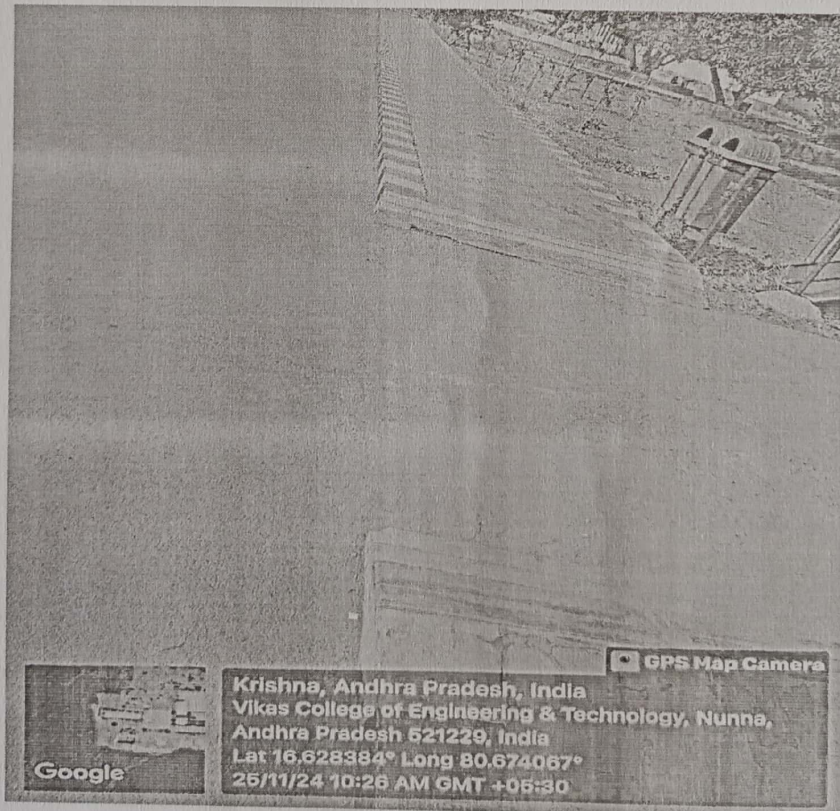 GPS Map Camera
Krishna, Andhra Pradesh, India
Vikas College of Engineering & Technology, Nunna,
Andhra Pradesh 521229, India
Lat 16.628384° Long 80.674067°
25/11/24 10:26 AM GMT +05:30
Google